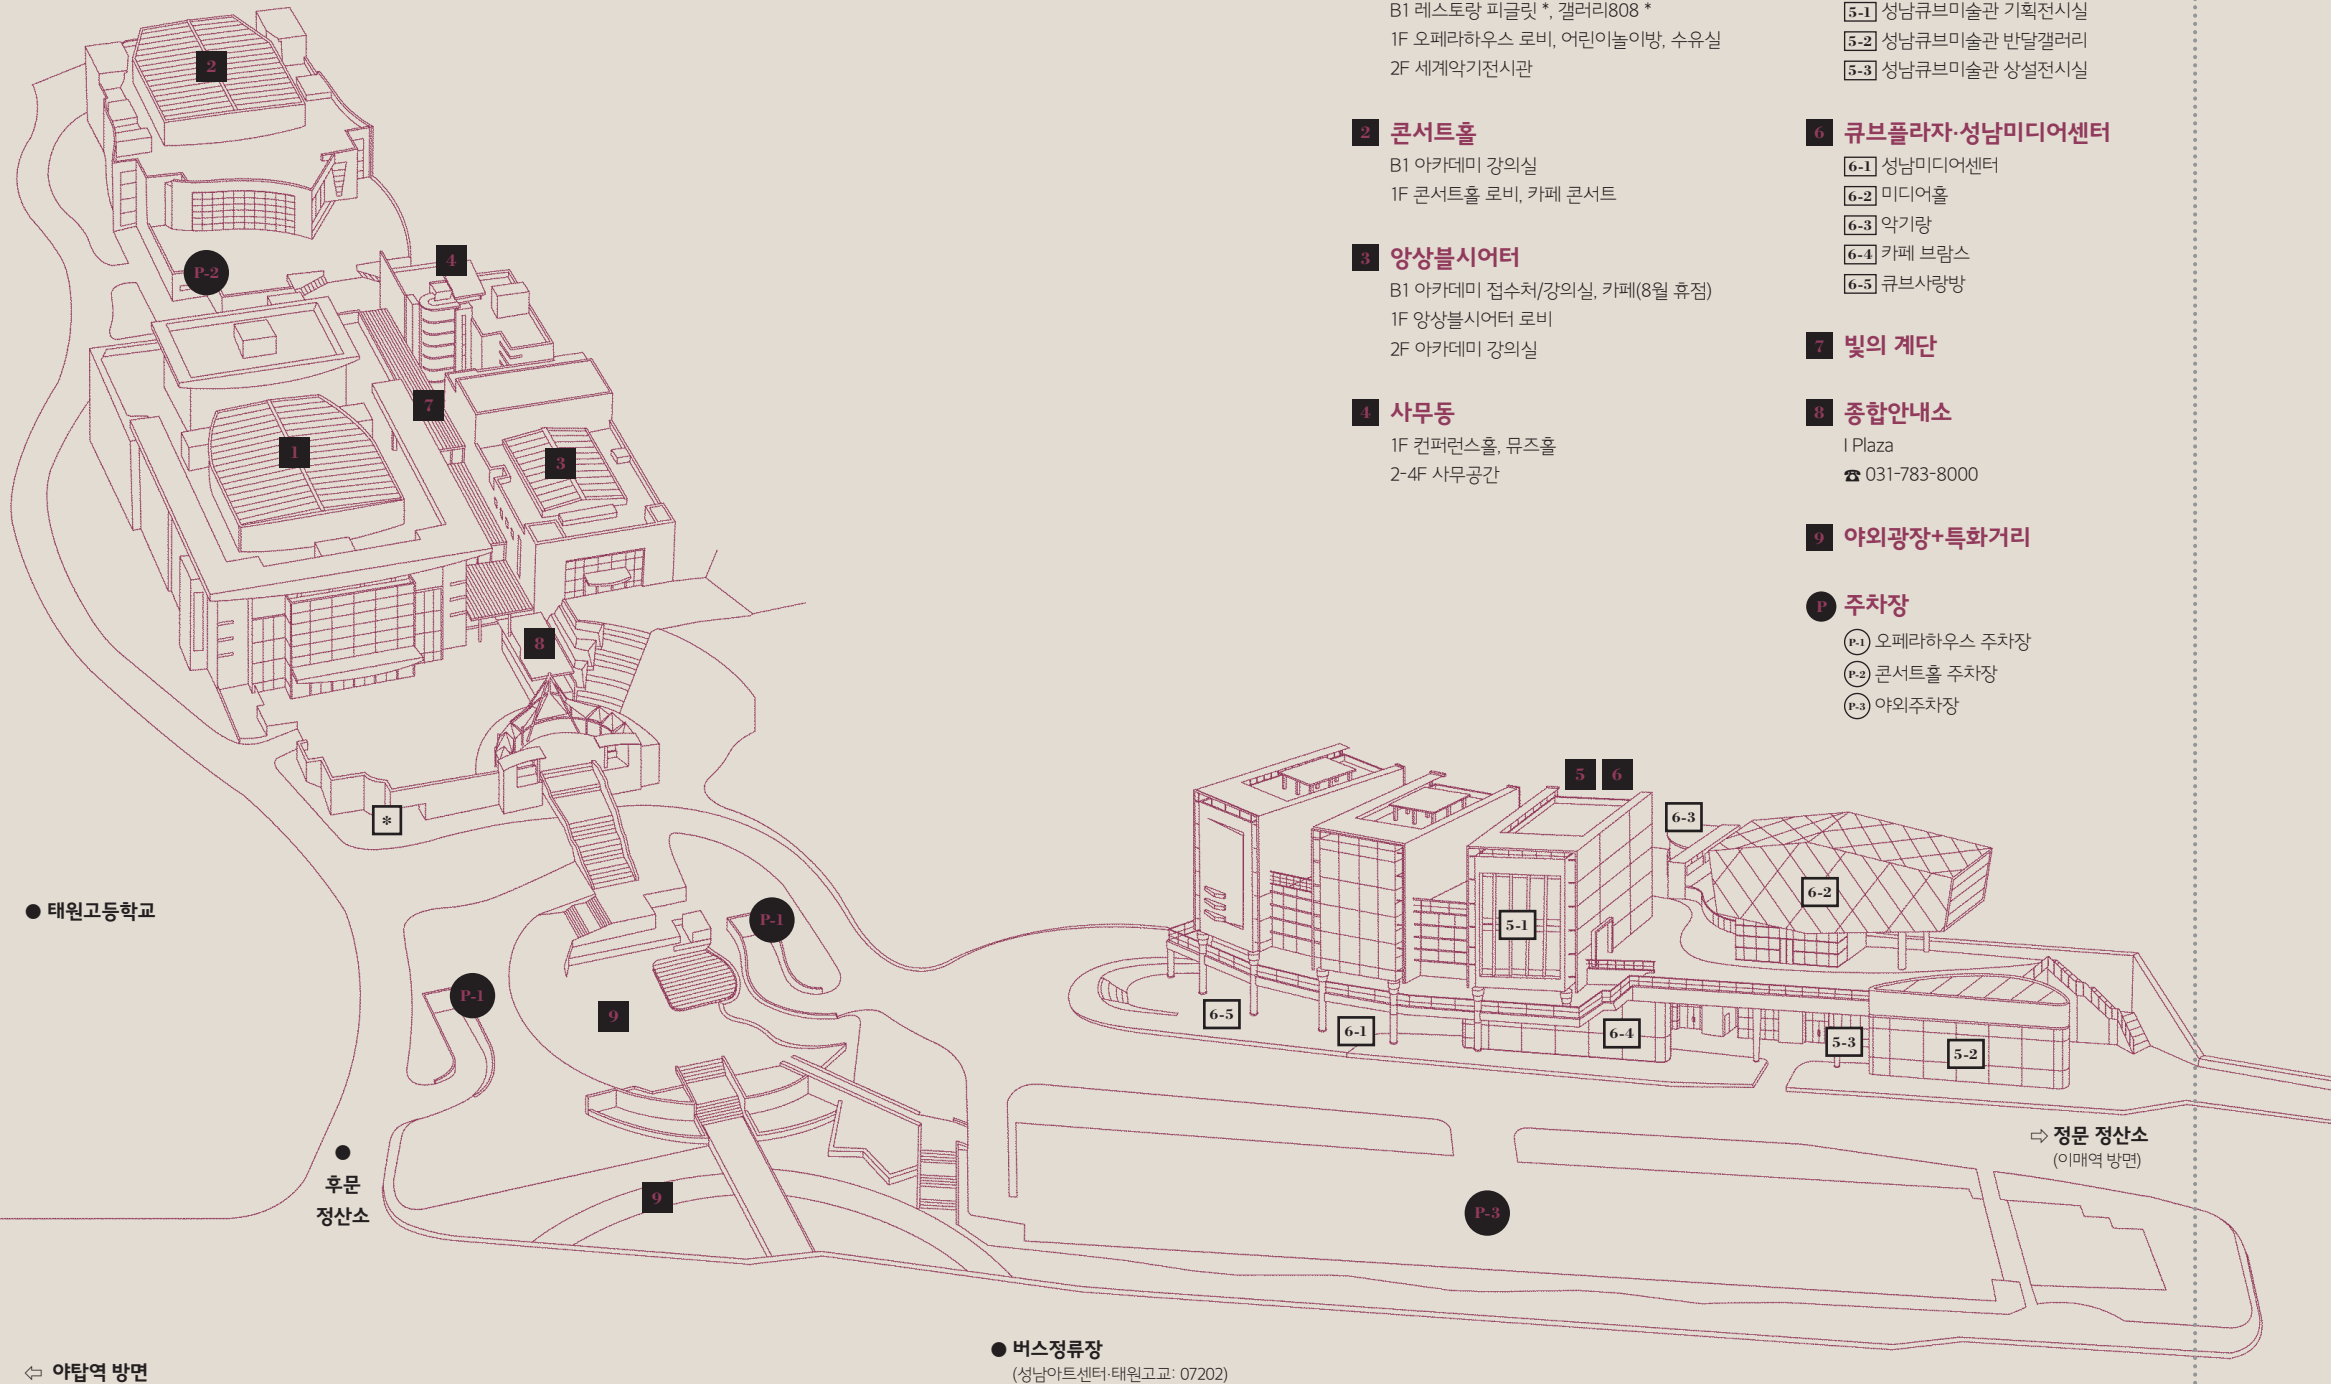 B1 레스토랑 피글릿 *, 갤러리808 *
1F 오페라하우스 로비, 어린이놀이방, 수유실
2F 세계악기전시관
2 콘서트홀
B1 아카데미 강의실
1F 콘서트홀 로비, 카페 콘서트
3 앙상블시어터
B1 아카데미 접수처/강의실, 카페(8월 휴점)
1F 앙상블시어터 로비
2F 아카데미 강의실
4 사무동
1F 컨퍼런스홀, 뮤즈홀
2-4F 사무공간
5-1 성남큐브미술관 기획전시실
5-2 성남큐브미술관 반달갤러리
5-3 성남큐브미술관 상설전시실
6 큐브플라자·성남미디어센터
6-1 성남미디어센터
6-2 미디어홀
6-3 악기랑
6-4 카페 브람스
6-5 큐브사랑방
7 빛의 계단
8 종합안내소
I Plaza
☎ 031-783-8000
9 야외광장+특화거리
P 주차장
P-1 오페라하우스 주차장
P-2 콘서트홀 주차장
P-3 야외주차장
2
P-2
4
7
1
3
8
*
5 6
6-3
6-2
5-1
P-1
P-1
9
6-5
6-1
6-4
5-3
5-2
9
P-3
● 태원고등학교
●
후문
정산소
⇨ 정문 정산소
(이매역 방면)
● 버스정류장
(성남아트센터·태원고교: 07202)
⇦ 야탑역 방면